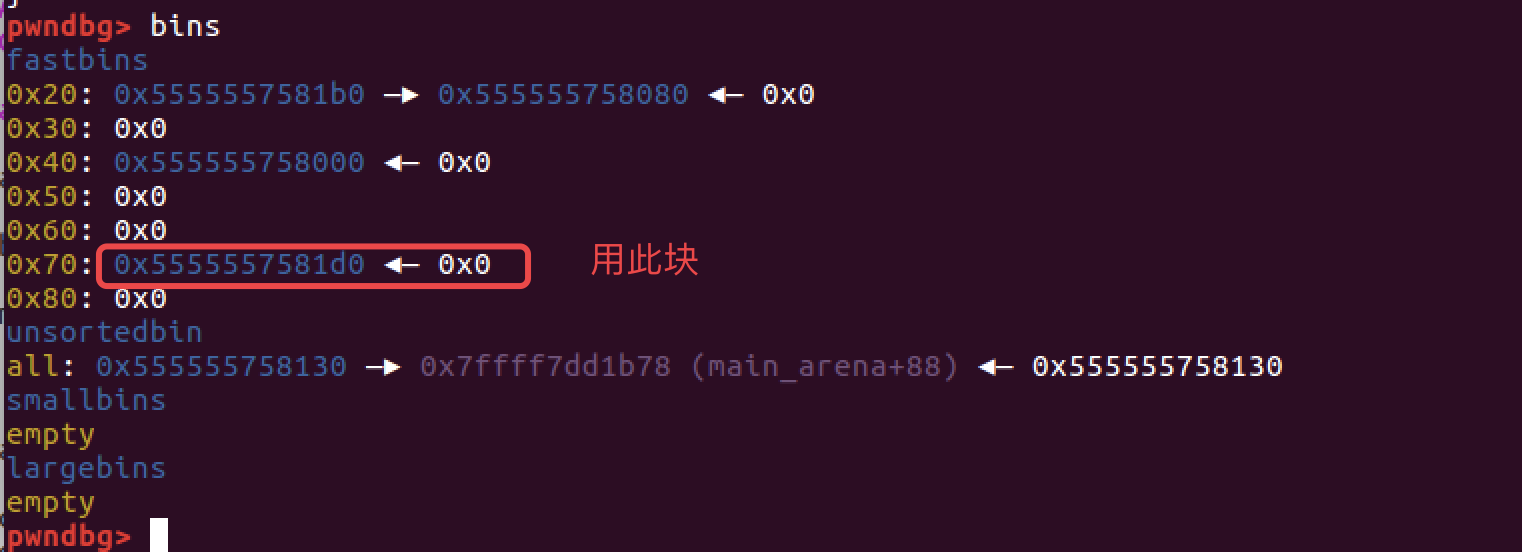 pwndbg> bins
fastbins
0x20: 0x5555557581b0 —▸ 0x555555758080 ◂— 0x0
0x30: 0x0
0x40: 0x555555758000 ◂— 0x0
0x50: 0x0
0x60: 0x0
0x70: 0x5555557581d0 ◂— 0x0 用此块
0x80: 0x0
unsortedbin
all: 0x555555758130 —▸ 0x7ffff7dd1b78 (main_arena+88) ◂— 0x555555758130
smallbins
empty
largebins
empty
pwndbg>